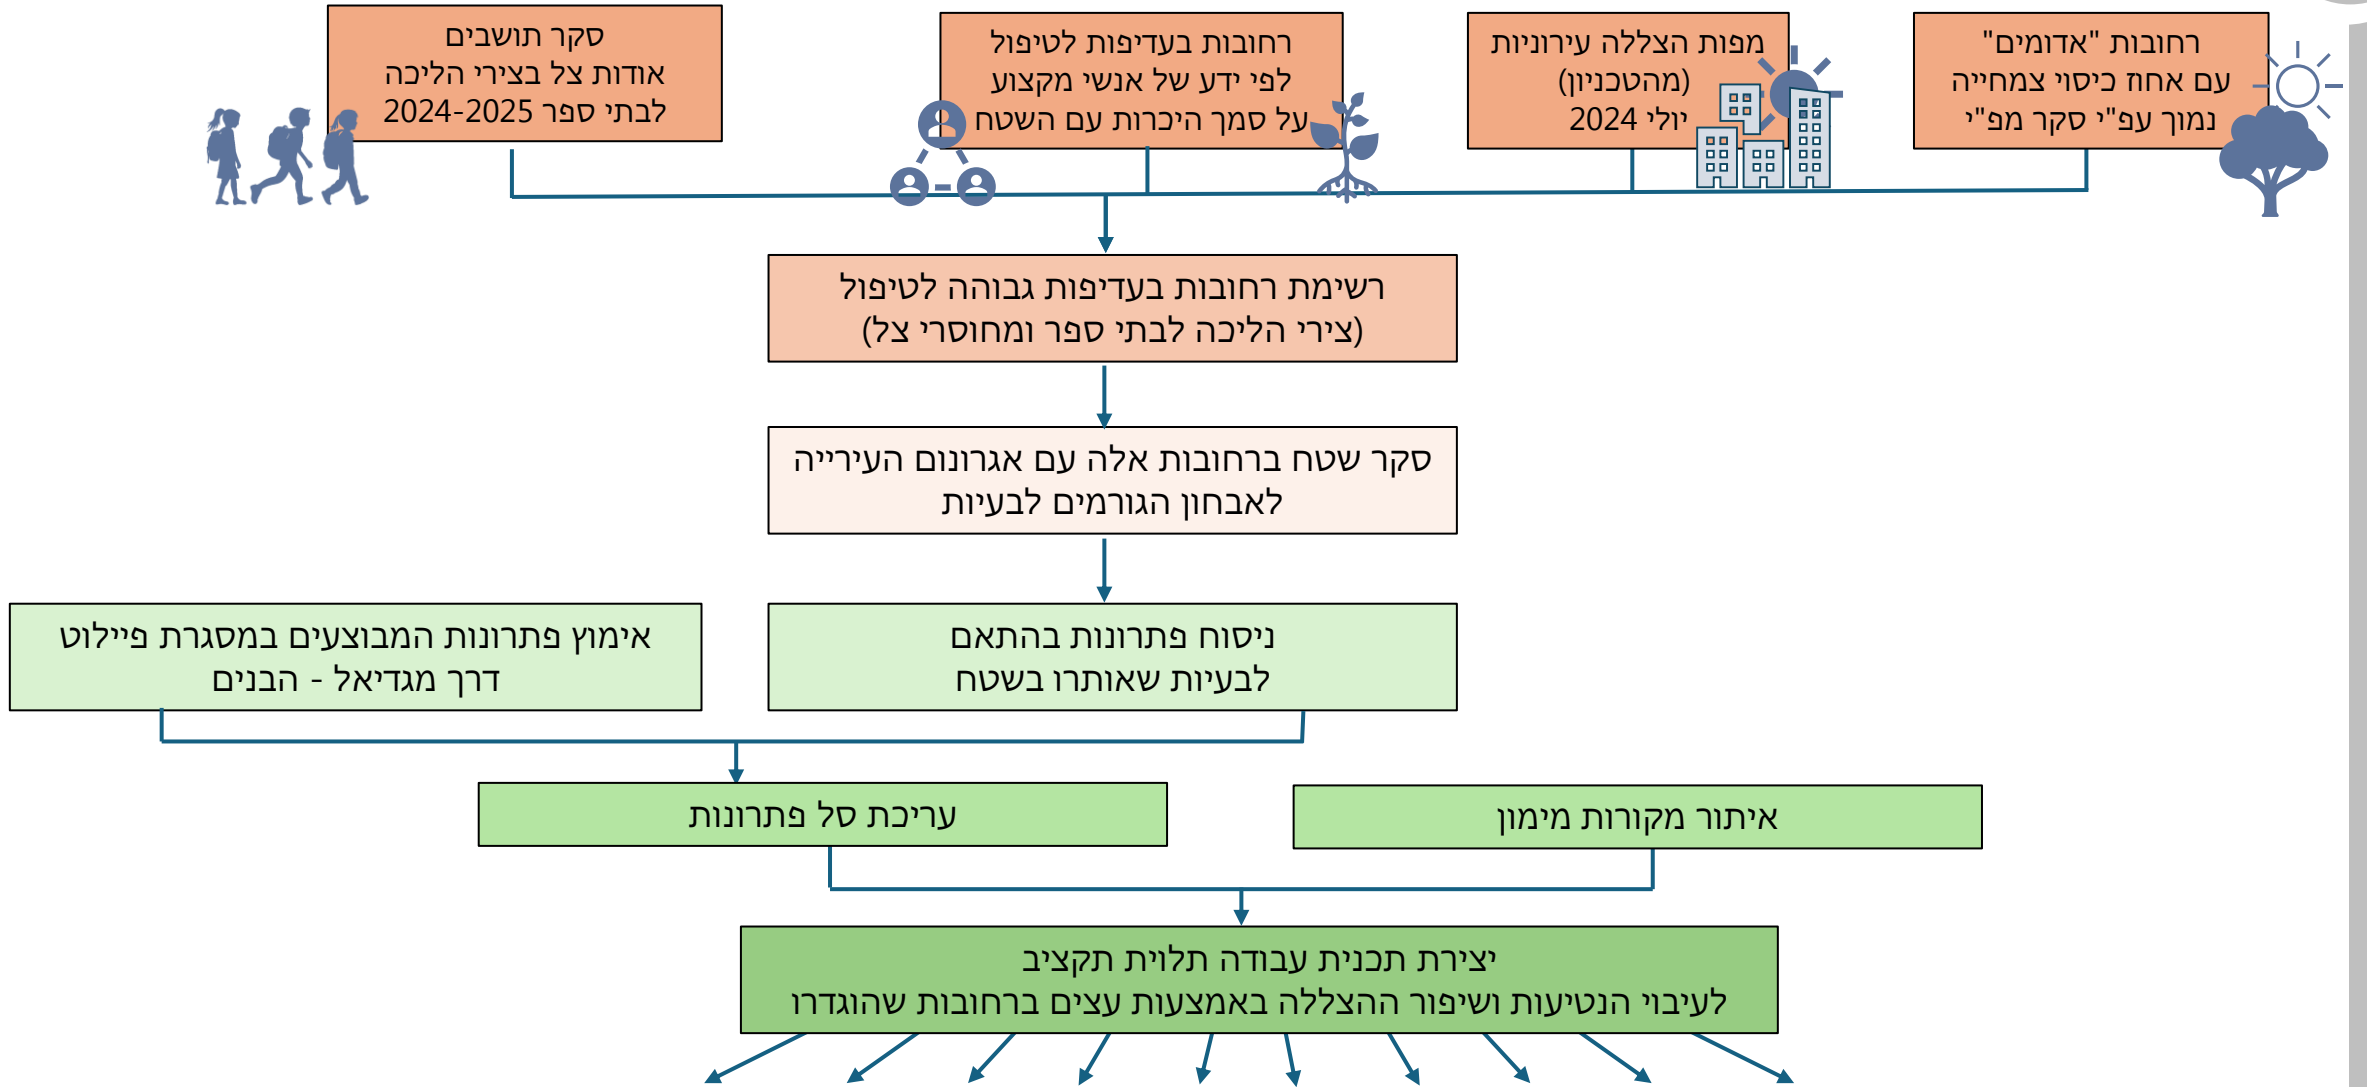 רחובות "אדומים"
עם אחוז כיסוי צמחייה
נמוך עפ"י סקר מפ"י
מפות הצללה עירוניות
(מהטכניון)
יולי 2024
רחובות בעדיפות לטיפול
לפי ידע של אנשי מקצוע
על סמך היכרות עם השטח
סקר תושבים
אודות צל בצירי הליכה
לבתי ספר 2024-2025
רשימת רחובות בעדיפות גבוהה לטיפול
(צירי הליכה לבתי ספר ומחוסרי צל)
סקר שטח ברחובות אלה עם אגרונום העירייה
לאבחון הגורמים לבעיות
ניסוח פתרונות בהתאם
לבעיות שאותרו בשטח
אימוץ פתרונות המבוצעים במסגרת פיילוט
דרך מגדיאל - הבנים
איתור מקורות מימון
עריכת סל פתרונות
יצירת תכנית עבודה תלוית תקציב
לעיבוי הנטיעות ושיפור ההצללה באמצעות עצים ברחובות שהוגדרו